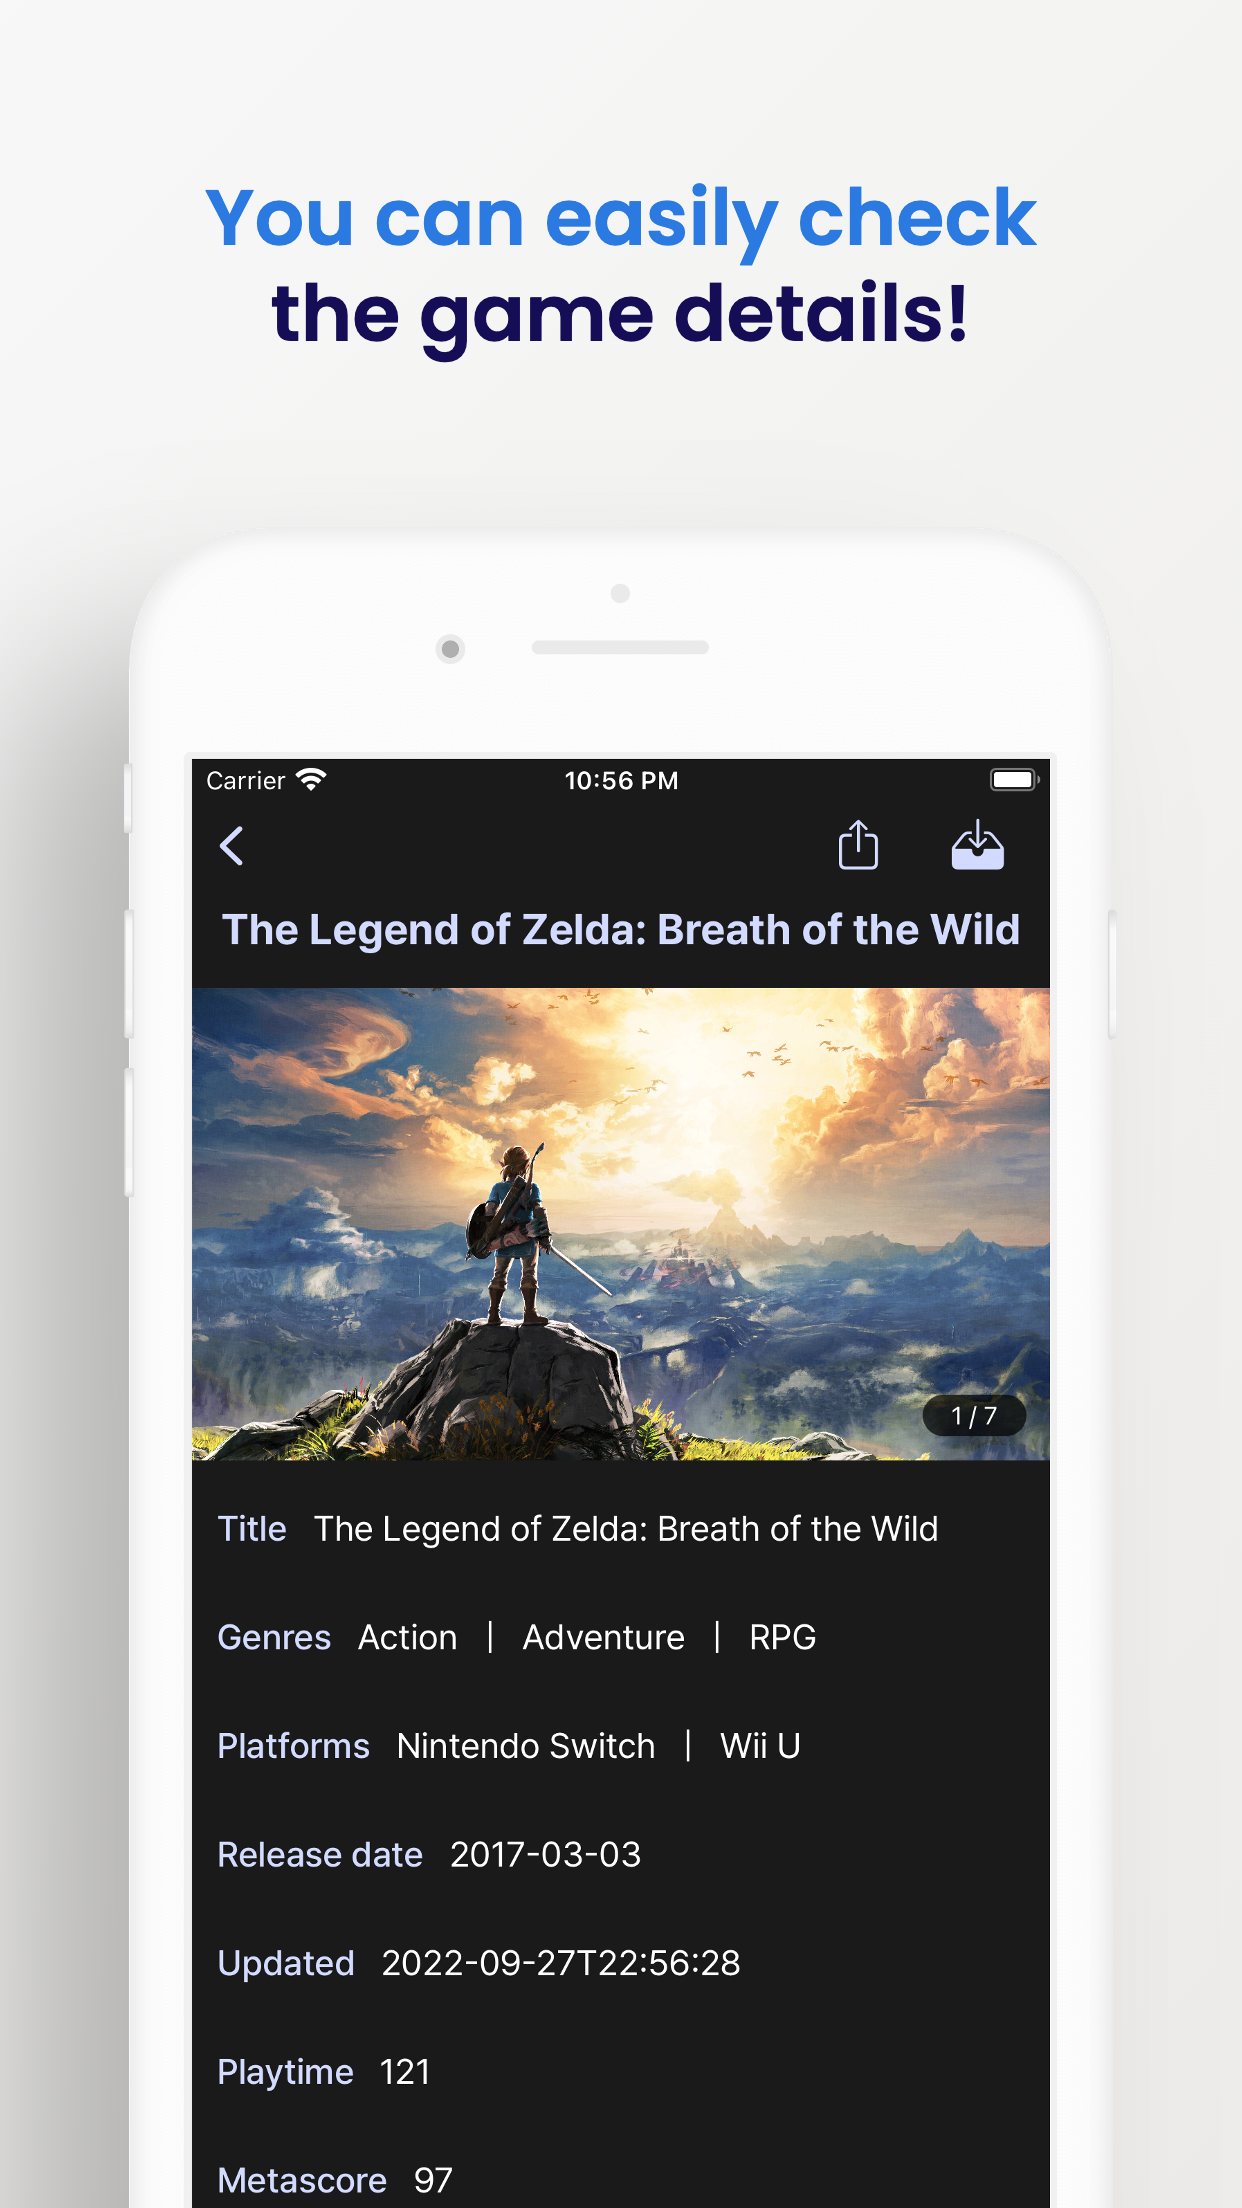 You can easily check
the game details!
Carrier 10:56 PM
The Legend of Zelda: Breath of the Wild
1 / 7
Title The Legend of Zelda: Breath of the Wild
Genres Action | Adventure | RPG
Platforms Nintendo Switch | Wii U
Release date 2017-03-03
Updated 2022-09-27T22:56:28
Playtime 121
Metascore 97